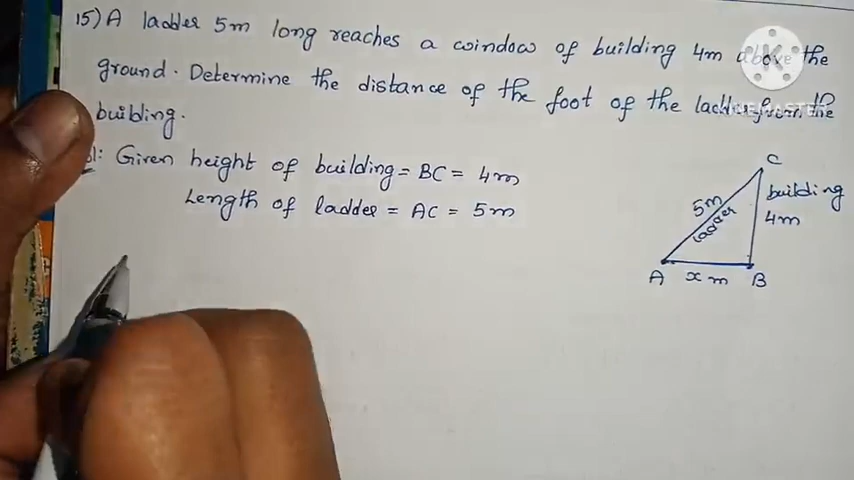 15) A ladder 5m long reaches a window of building 4m above the
ground. Determine the distance of the foot of the ladder from the
building.
Given height of building = BC = 4m
Length of ladder = AC = 5m
C
5m
ladder
building
4m
A x m B
K